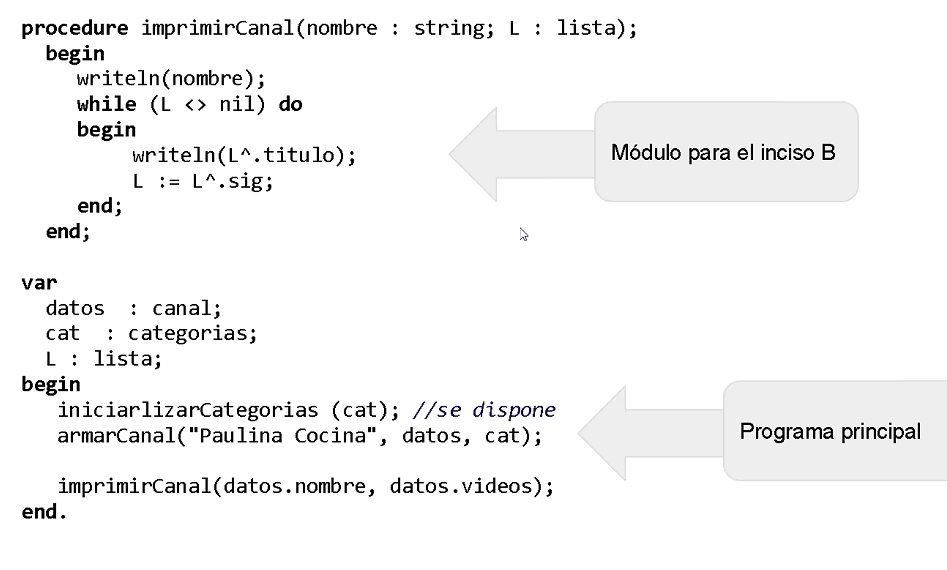 procedure imprimirCanal(nombre : string; L : lista);
begin
writeln(nombre);
while (L <> nil) do
begin
writeln(L^.titulo);
L := L^.sig;
end;
end;
Módulo para el inciso B
var
datos : canal;
cat : categorias;
L : lista;
begin
iniciarlizarCategorias (cat); //se dispone
armarCanal("Paulina Cocina", datos, cat);
imprimirCanal(datos.nombre, datos.videos);
end.
Programa principal